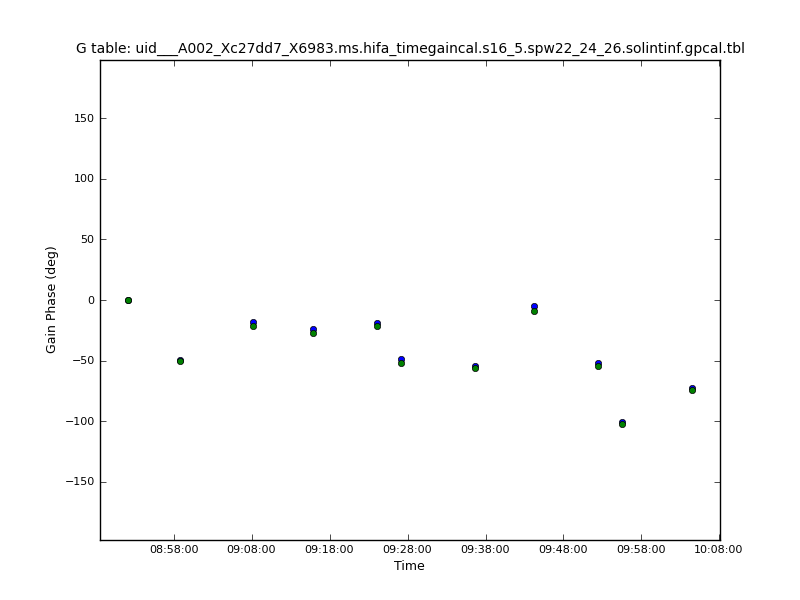 G table: uid___A002_Xc27dd7_X6983.ms.hifa_timegaincal.s16_5.spw22_24_26.solintinf.gpcal.tbl
Gain Phase (deg)
150
100
50
0
−50
−100
−150
08:58:00 09:08:00 09:18:00 09:28:00 09:38:00 09:48:00 09:58:00 10:08:00
Time